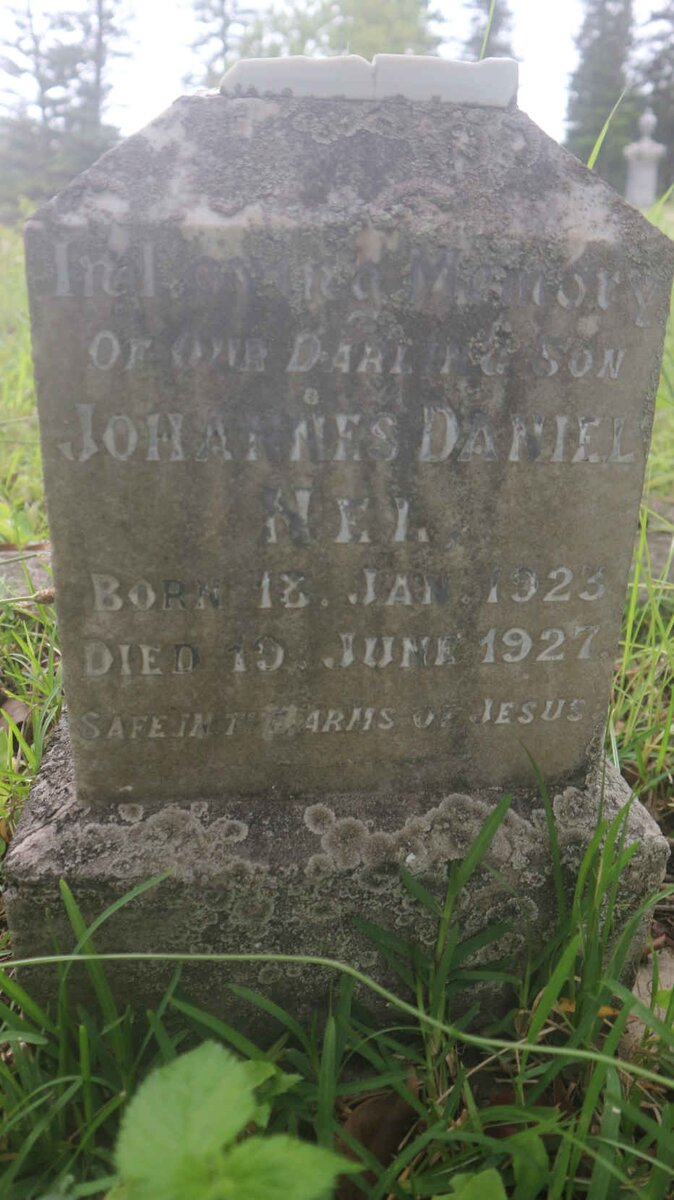 In Loving Memory
OF OUR DARLING SON
JOHANNES DANIEL
NEL.
BORN 18. JAN. 1923
DIED 19. JUNE 1927.
SAFE IN THE ARMS OF JESUS